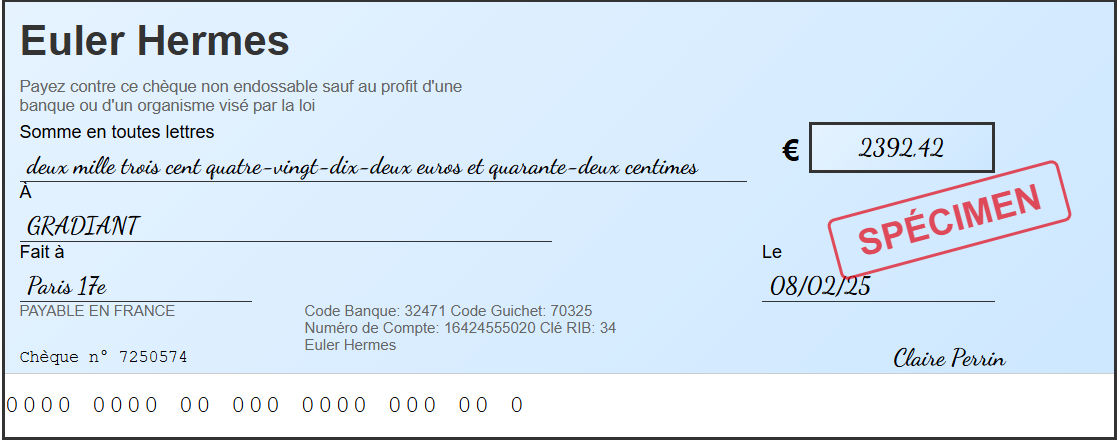 Euler Hermes
Payez contre ce chèque non endossable sauf au profit d'une
banque ou d'un organisme visé par la loi
Somme en toutes lettres
deux mille trois cent quatre-vingt-dix-deux euros et quarante-deux centimes
€ 2392.42
À
GRADIANT
SPÉCIMEN
Fait à
Paris 17e
Le
08/02/25
PAYABLE EN FRANCE
Code Banque: 32471 Code Guichet: 70325
Numéro de Compte: 16424555020 Clé RIB: 34
Euler Hermes
Chèque n° 7250574
Claire Perrin
0000 0000 00 000 0000 000 00 0